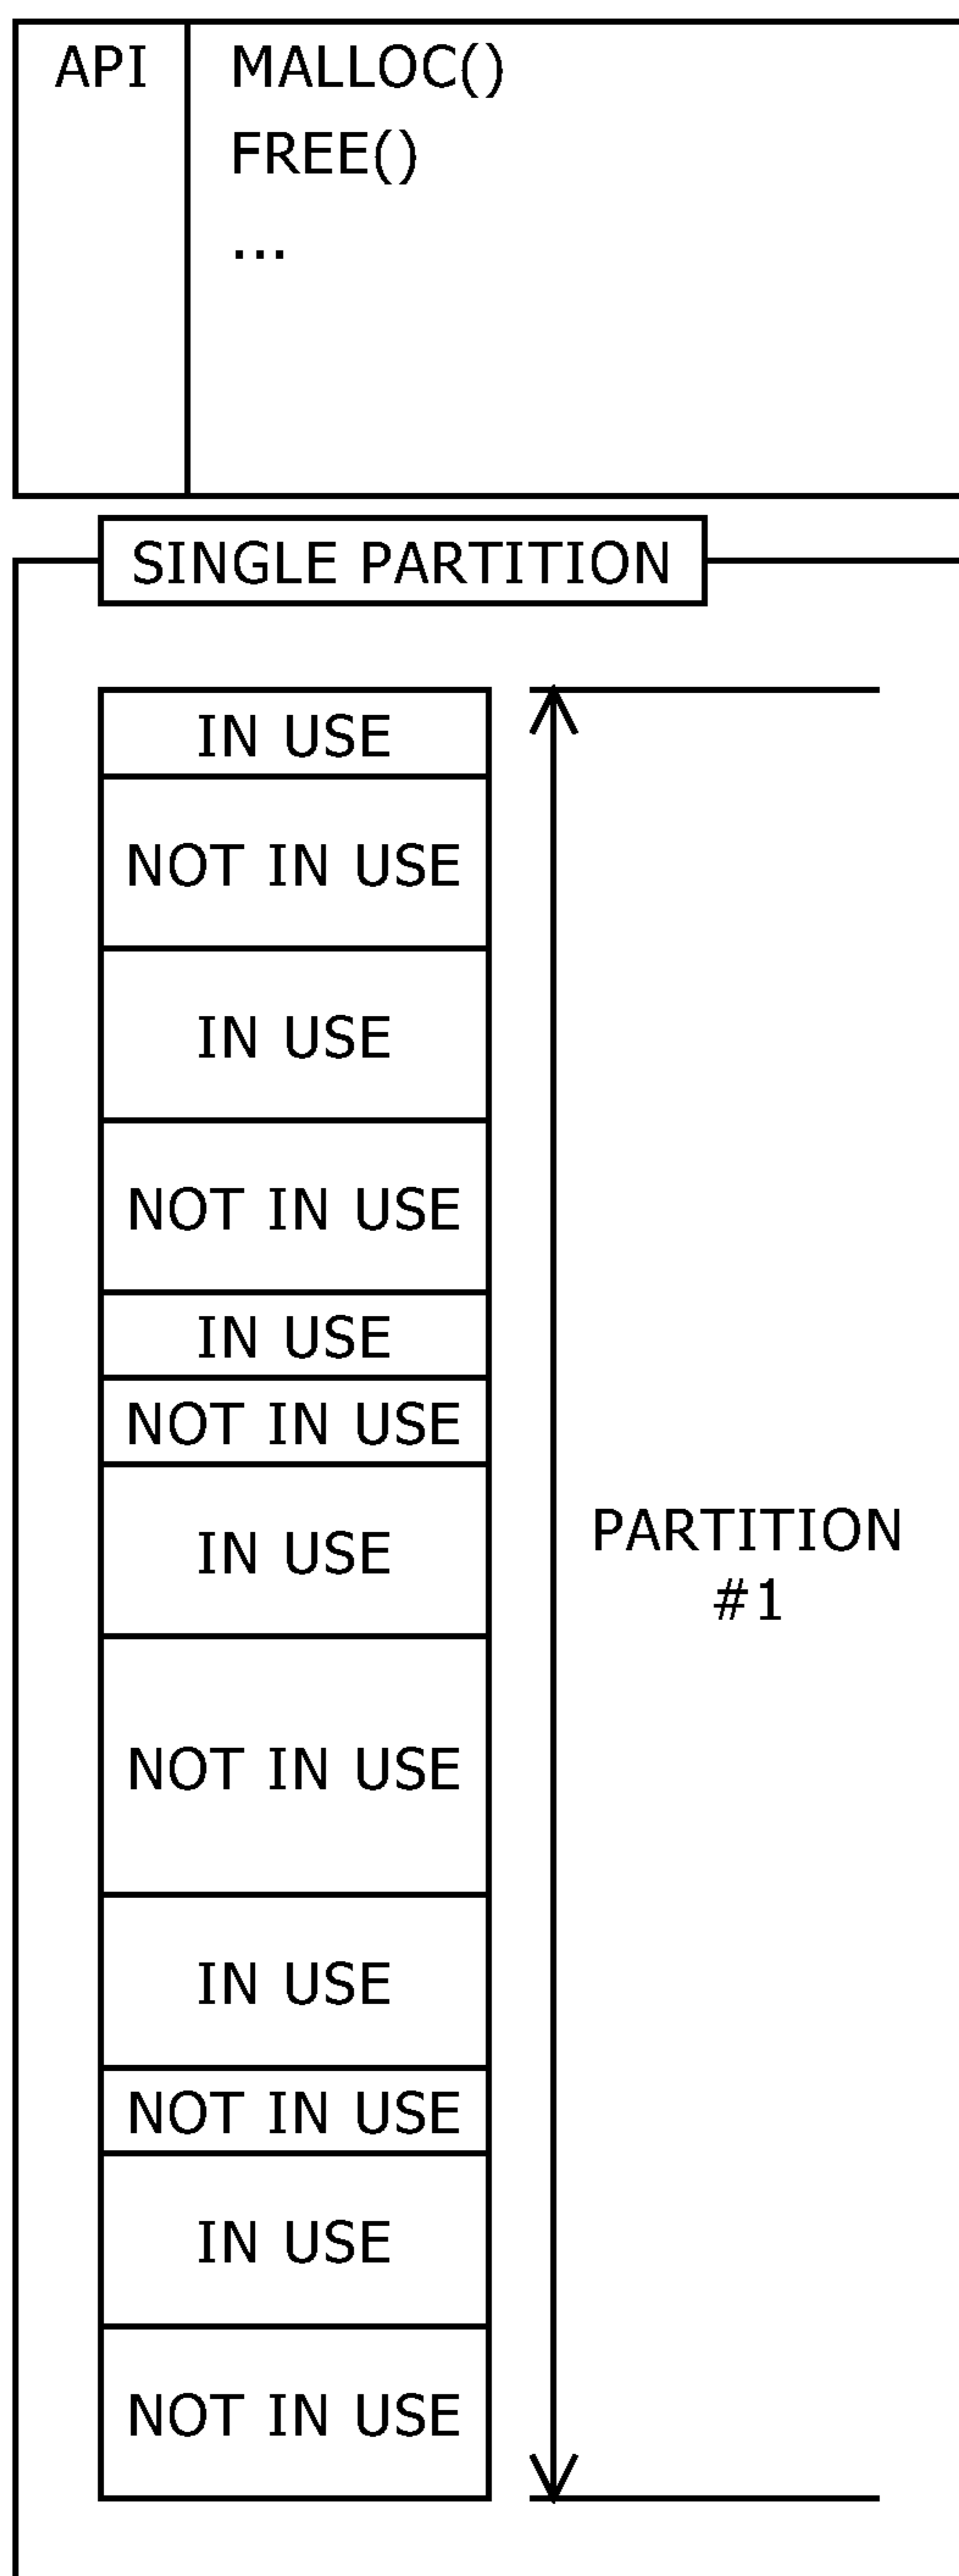 API
MALLOC()
FREE()
...
SINGLE PARTITION
IN USE
NOT IN USE
IN USE
NOT IN USE
IN USE
NOT IN USE
IN USE
NOT IN USE
IN USE
NOT IN USE
IN USE
NOT IN USE
PARTITION
#1